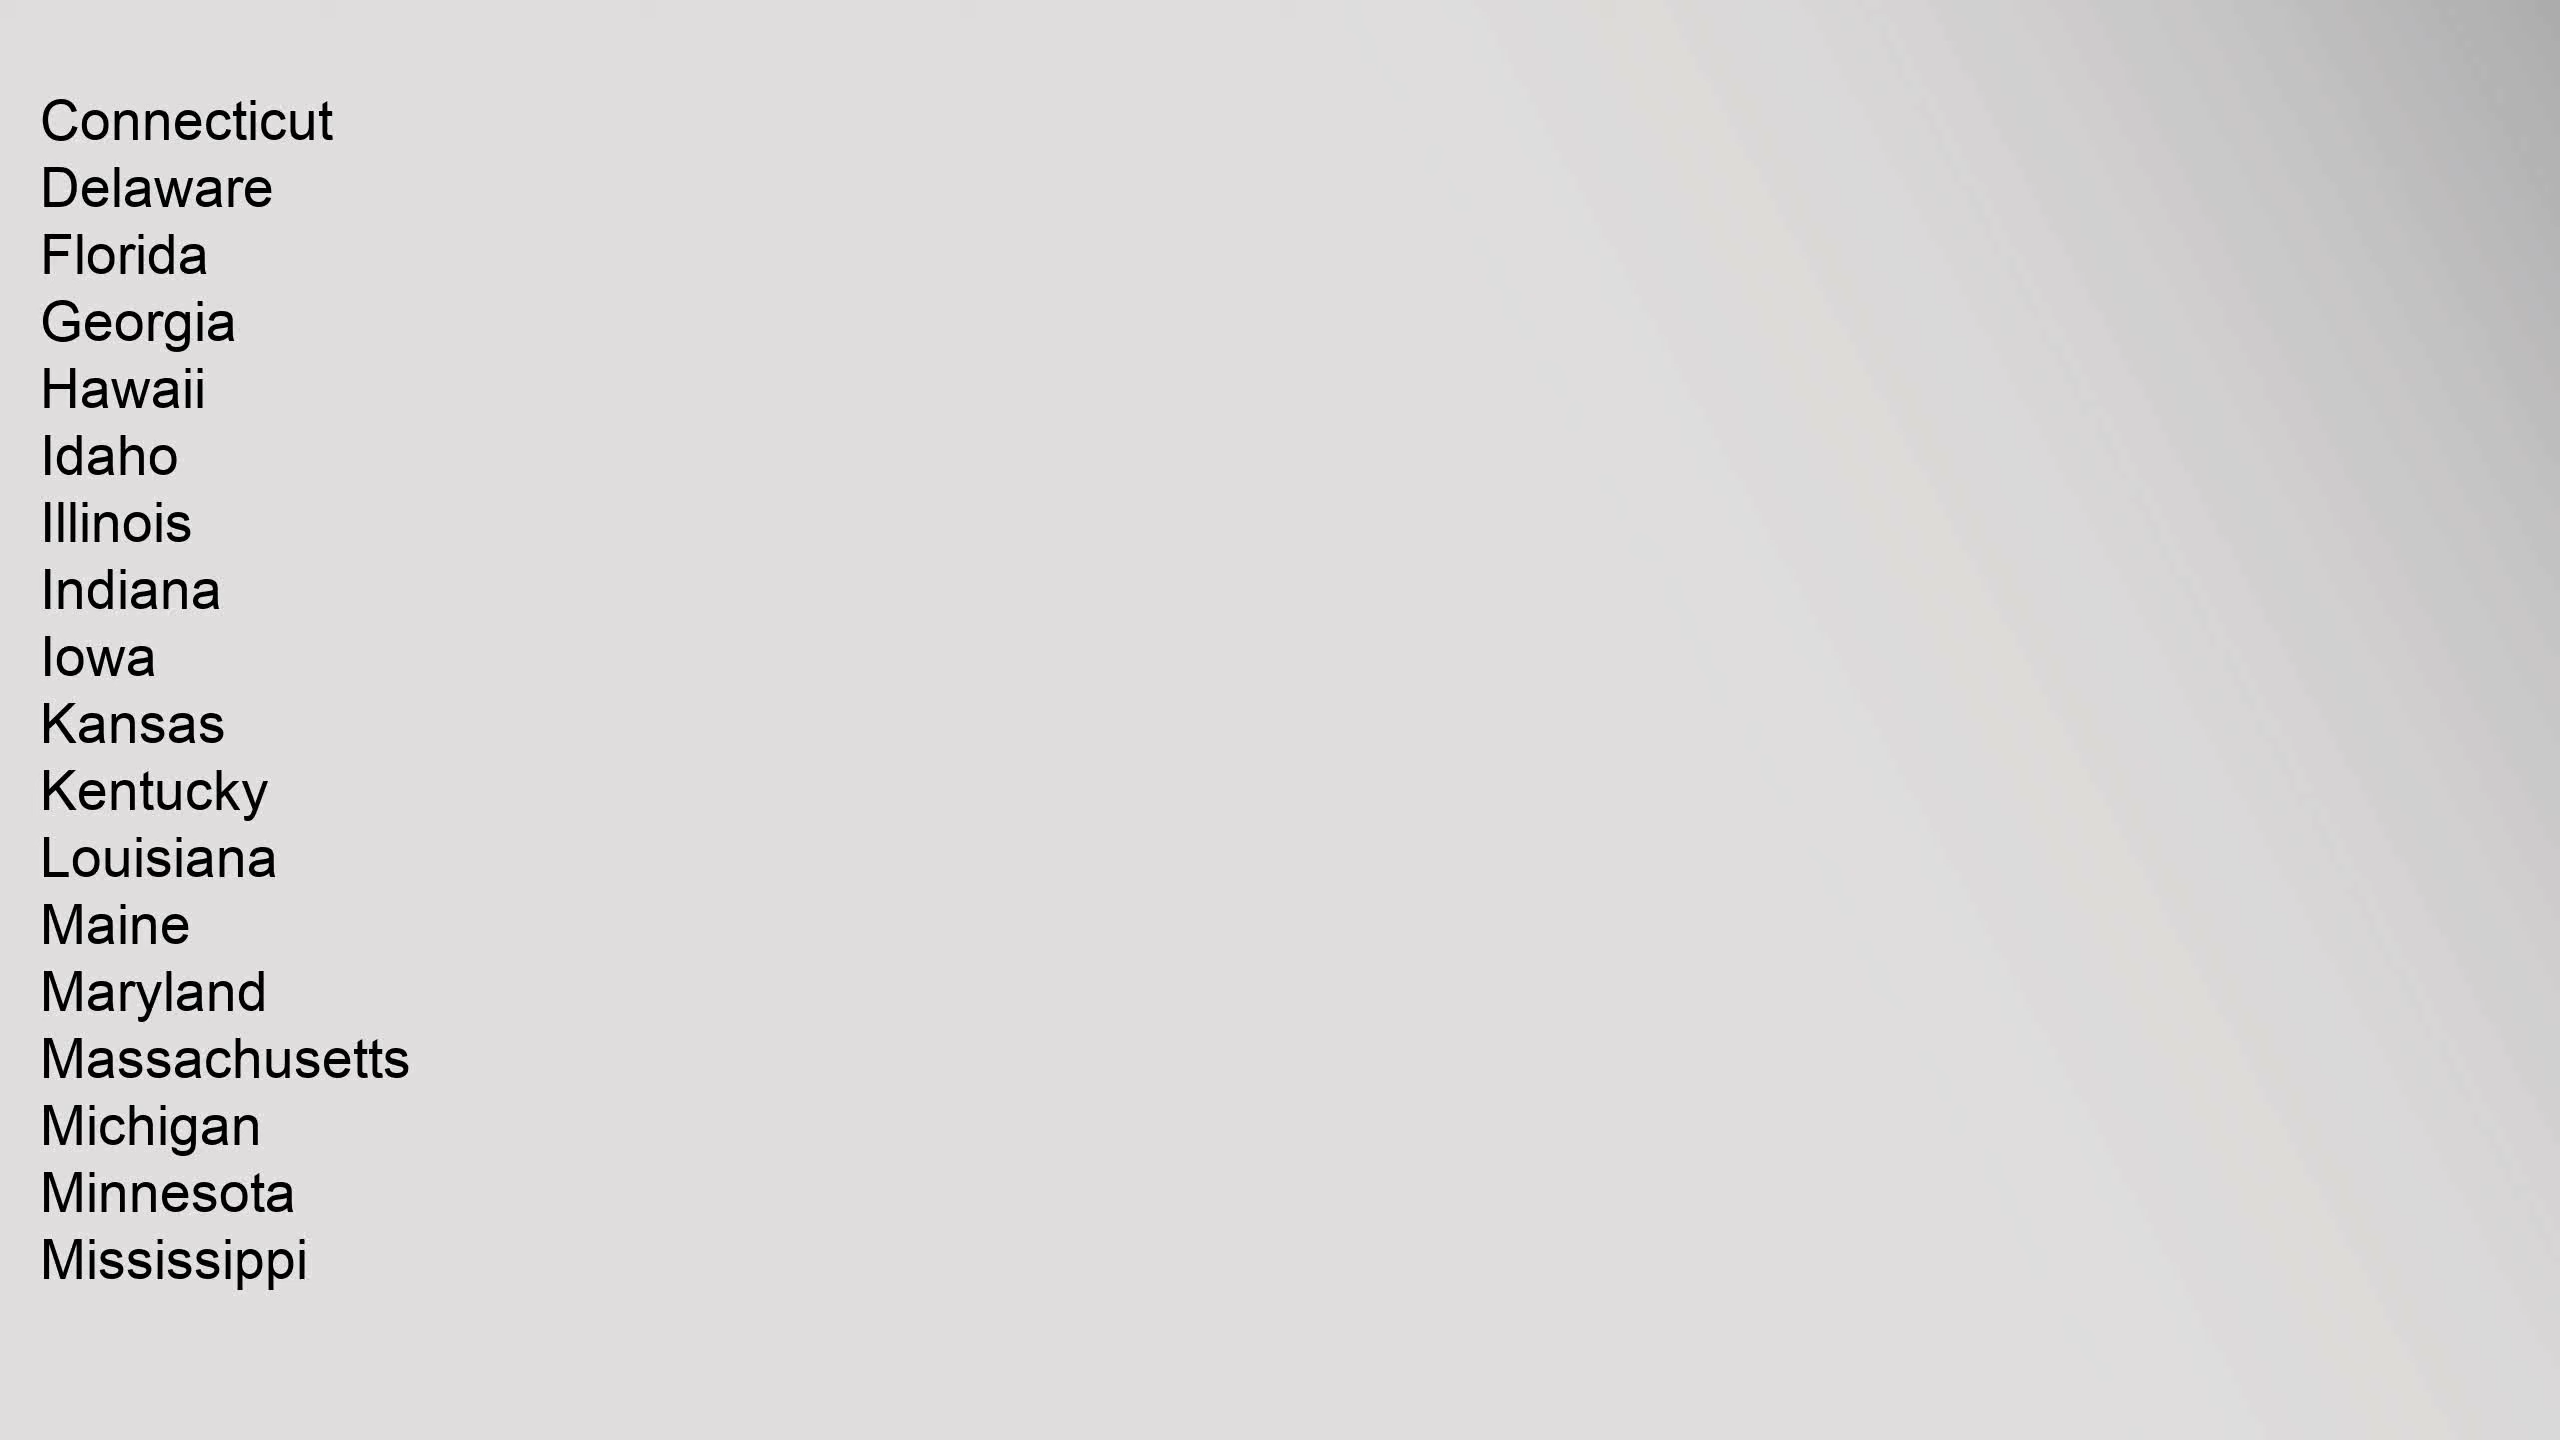 Connecticut
Delaware
Florida
Georgia
Hawaii
Idaho
Illinois
Indiana
Iowa
Kansas
Kentucky
Louisiana
Maine
Maryland
Massachusetts
Michigan
Minnesota
Mississippi